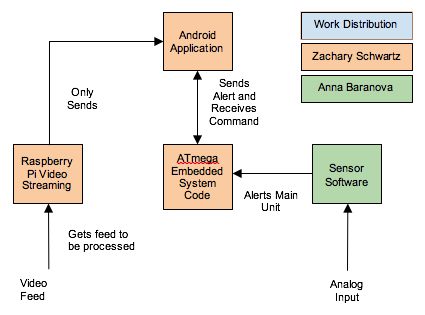 Work Distribution
Zachary Schwartz
Anna Baranova
Android
Application
Only
Sends
Sends
Alert and
Receives
Command
Raspberry
Pi Video
Streaming
ATmega
Embedded
System
Code
Sensor
Software
Alerts Main
Unit
Gets feed to
be processed
Video
Feed
Analog
Input